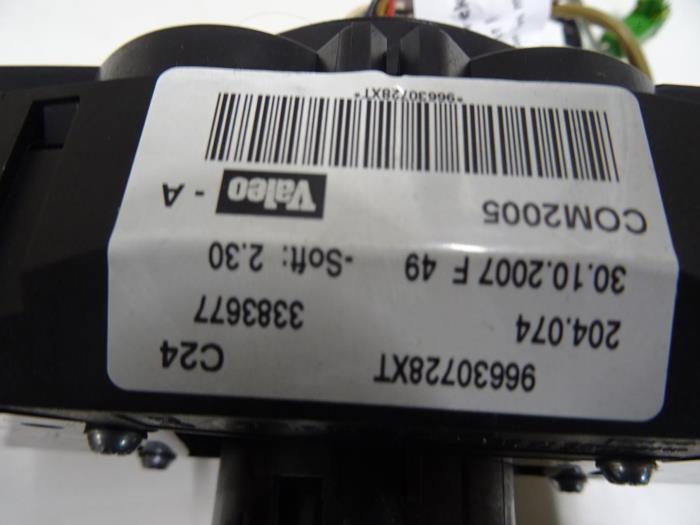 96630728XT C24
204.074 3383677
30.10.2007 F 49 -Soft: 2.30
COM2005 Valeo - A
*96630728XT*